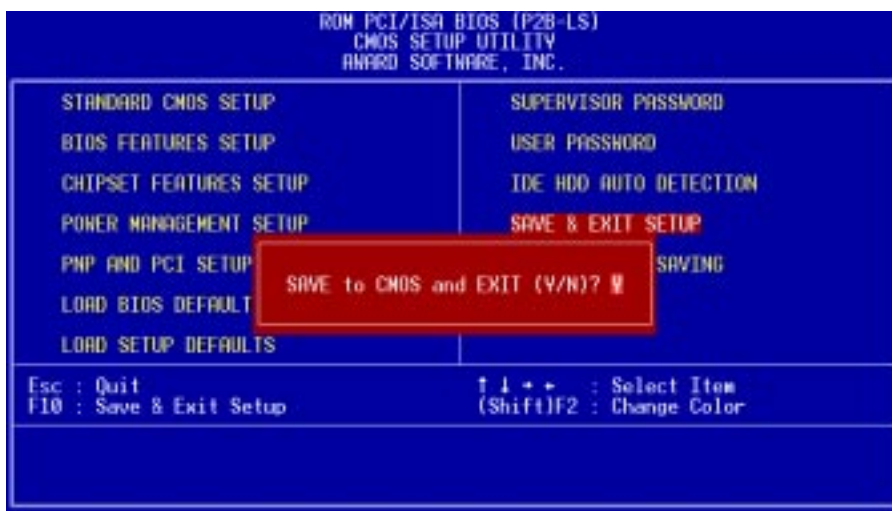 ROM PCI/ISA BIOS (P2B-LS)
CMOS SETUP UTILITY
AWARD SOFTWARE, INC.
STANDARD CMOS SETUP
BIOS FEATURES SETUP
CHIPSET FEATURES SETUP
POWER MANAGEMENT SETUP
PNP AND PCI SETUP
LOAD BIOS DEFAULT
LOAD SETUP DEFAULTS
SUPERVISOR PASSWORD
USER PASSWORD
IDE HDD AUTO DETECTION
SAVE & EXIT SETUP
SAVING
SAVE to CMOS and EXIT (Y/N)? Y
Esc : Quit
F10 : Save & Exit Setup
↑ ↓ → ← : Select Item
(Shift)F2 : Change Color